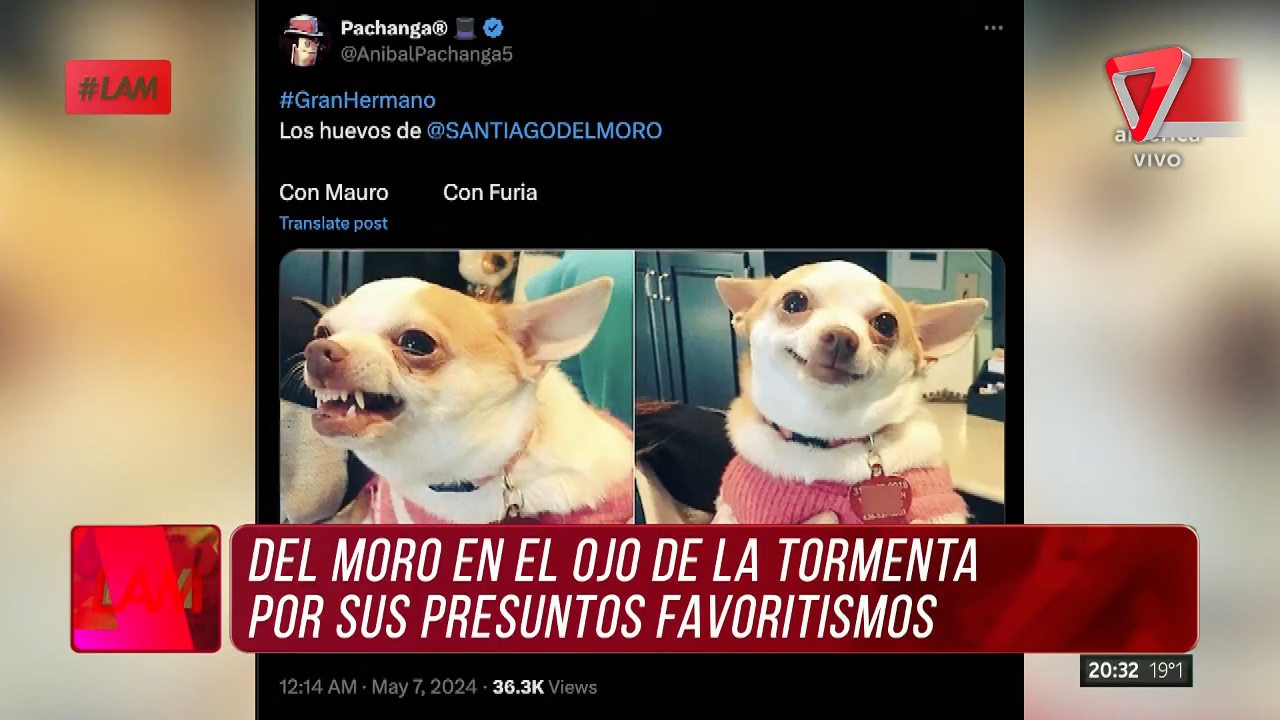 Pachanga®
@AnibalPachanga5
#LAM
#GranHermano
Los huevos de @SANTIAGODELMORO
VIVO
Con Mauro Con Furia
Translate post
DEL MORO EN EL OJO DE LA TORMENTA
POR SUS PRESUNTOS FAVORITISMOS
LAM
20:32 19°1
12:14 AM · May 7, 2024 · 36.3K Views